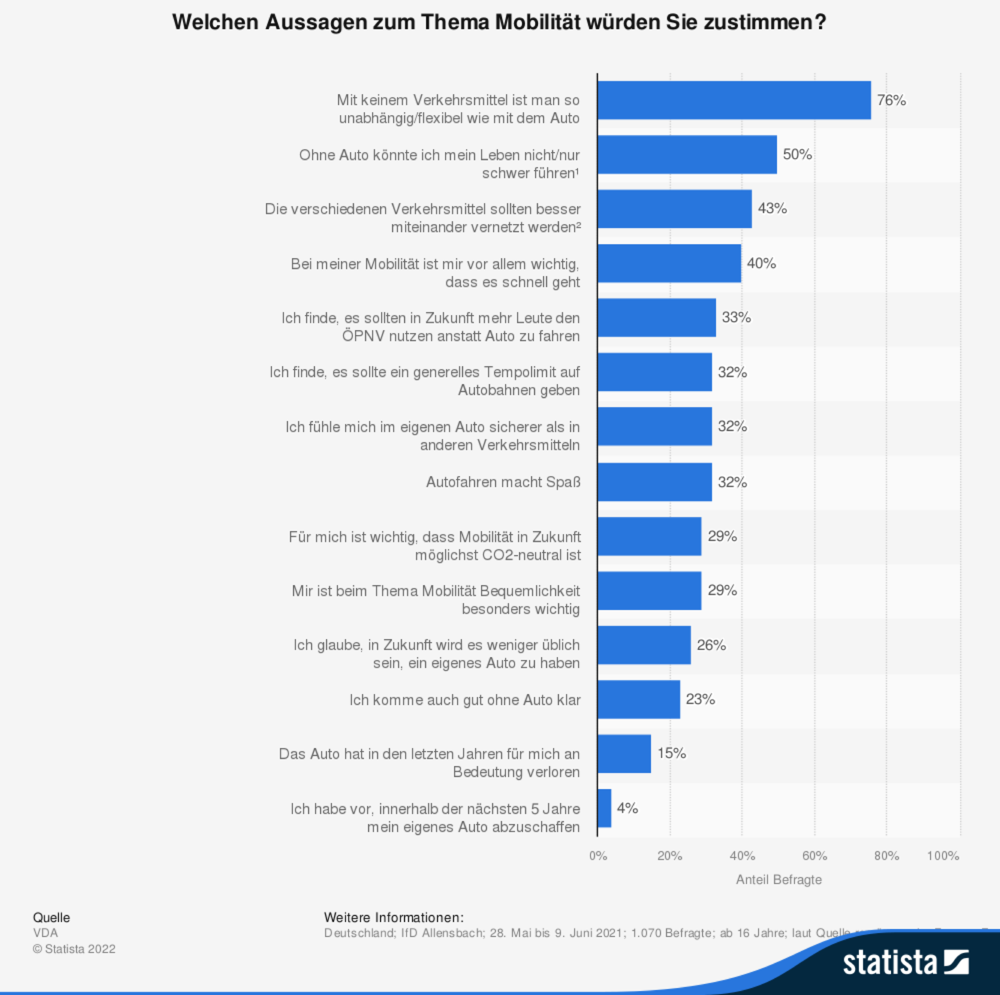 Welchen Aussagen zum Thema Mobilität würden Sie zustimmen?
Mit keinem Verkehrsmittel ist man so
unabhängig/flexibel wie mit dem Auto
76%
Ohne Auto könnte ich mein Leben nicht/nur
schwer führen¹
50%
Die verschiedenen Verkehrsmittel sollten besser
miteinander vernetzt werden²
43%
Bei meiner Mobilität ist mir vor allem wichtig,
dass es schnell geht
40%
Ich finde, es sollten in Zukunft mehr Leute den
ÖPNV nutzen anstatt Auto zu fahren
33%
Ich finde, es sollte ein generelles Tempolimit auf
Autobahnen geben
32%
Ich fühle mich im eigenen Auto sicherer als in
anderen Verkehrsmitteln
32%
Autofahren macht Spaß
32%
Für mich ist wichtig, dass Mobilität in Zukunft
möglichst CO2-neutral ist
29%
Mir ist beim Thema Mobilität Bequemlichkeit
besonders wichtig
29%
Ich glaube, in Zukunft wird es weniger üblich
sein, ein eigenes Auto zu haben
26%
Ich komme auch gut ohne Auto klar
23%
Das Auto hat in den letzten Jahren für mich an
Bedeutung verloren
15%
Ich habe vor, innerhalb der nächsten 5 Jahre
mein eigenes Auto abzuschaffen
4%
0% 20% 40% 60% 80% 100%
Anteil Befragte
Quelle
VDA
© Statista 2022
Weitere Informationen:
Deutschland; IfD Allensbach; 28. Mai bis 9. Juni 2021; 1.070 Befragte; ab 16 Jahre; laut Quelle
statista